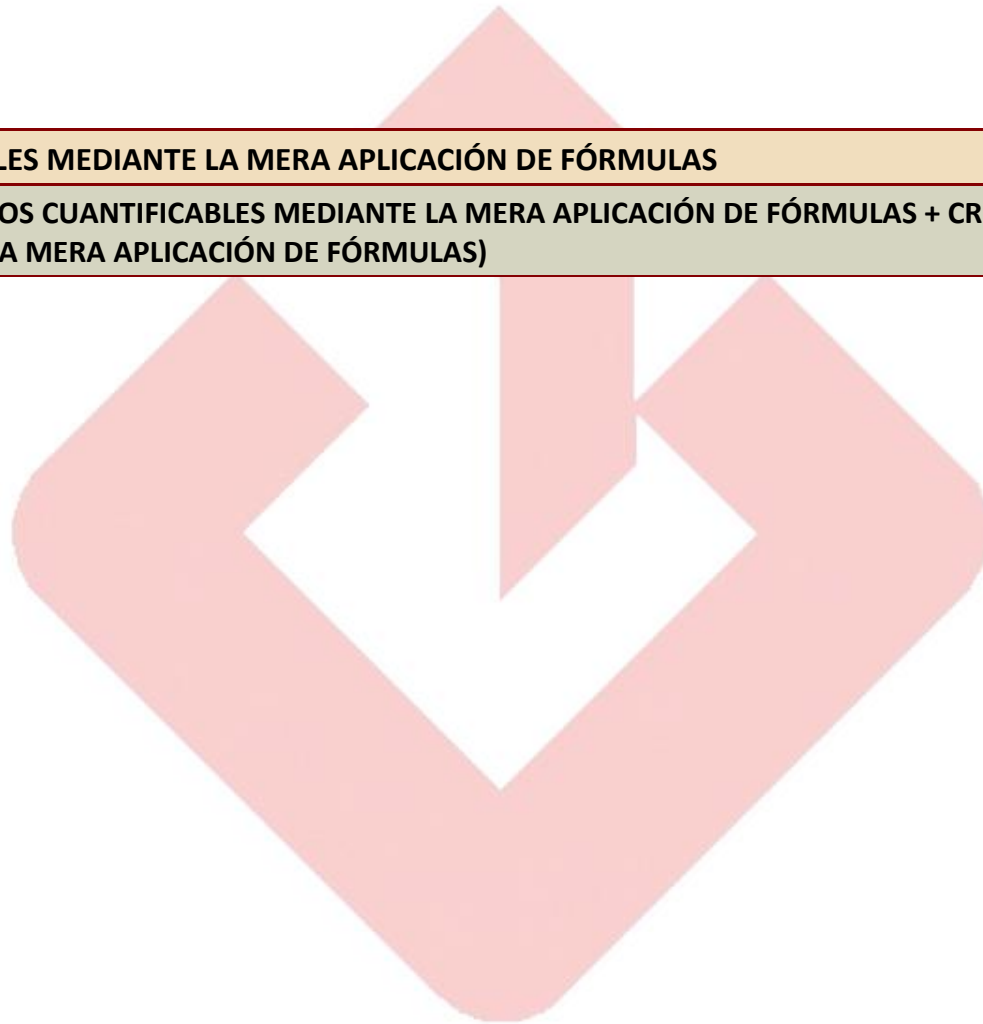 LES MEDIANTE LA MERA APLICACIÓN DE FÓRMULAS
OS CUANTIFICABLES MEDIANTE LA MERA APLICACIÓN DE FÓRMULAS + CR
A MERA APLICACIÓN DE FÓRMULAS)